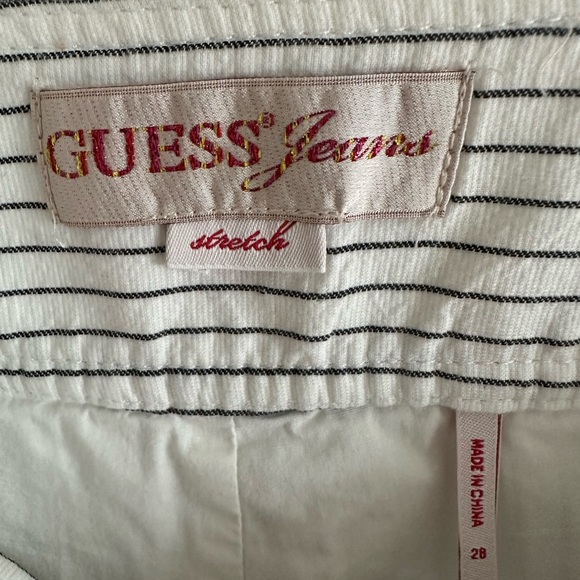 GUESS® Jeans
stretch
MADE IN CHINA
28